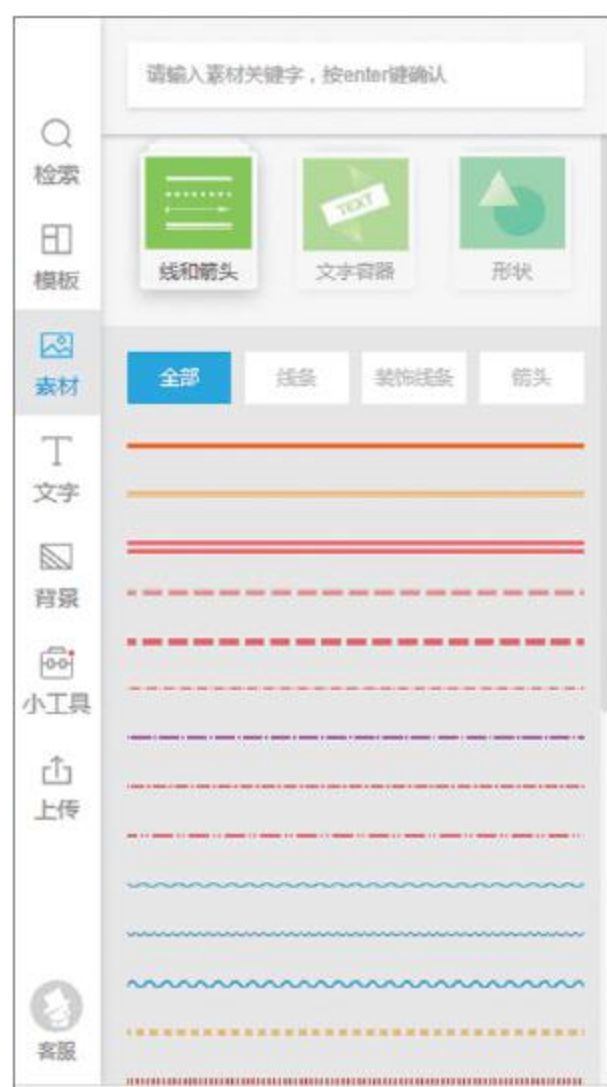 请输入素材关键字，按enter键确认
检索
模板
素材
文字
背景
小工具
上传
客服
TEXT
线和箭头
文字容器
形状
全部
线条
装饰线条
箭头